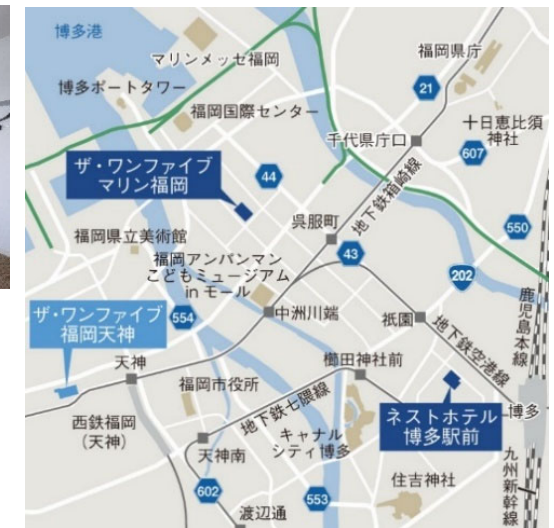 博多港
マリンメッセ福岡
福岡県庁
博多ポートタワー
21
福岡国際センター
十日恵比須
神社
千代県庁口
607
ザ・ワンファイブ
マリン福岡
44
地下鉄箱崎線
呉服町
550
福岡県立美術館
福岡アンパンマン
こどもミュージアム
inモール
43
202
鹿児島本線
ザ・ワンファイブ
福岡天神
554
中洲川端
祇園
地下鉄空港線
天神
櫛田神社前
福岡市役所
地下鉄七隈線
西鉄福岡
(天神)
ネストホテル
博多駅前
博多
キャナル
シティ博多
天神南
九州新幹線
住吉神社
602
553
渡辺通